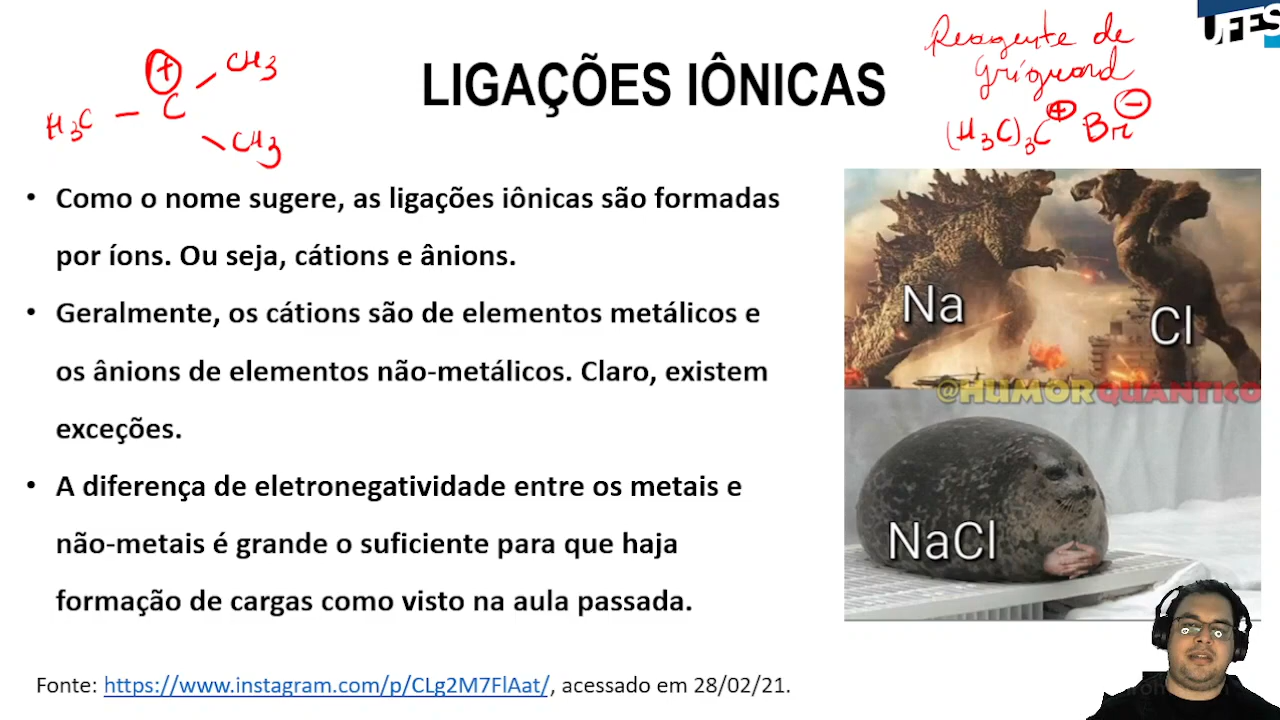 Reagente de
Grignard
UFES
H₃C – C⊕ – CH₃
CH₃
(H₃C)₃C⊕ Br⊖
LIGAÇÕES IÔNICAS
• Como o nome sugere, as ligações iônicas são formadas
por íons. Ou seja, cátions e ânions.
• Geralmente, os cátions são de elementos metálicos e
os ânions de elementos não-metálicos. Claro, existem
exceções.
• A diferença de eletronegatividade entre os metais e
não-metais é grande o suficiente para que haja
formação de cargas como visto na aula passada.
Na
Cl
@HUMORQUANTICO
NaCl
Fonte: https://www.instagram.com/p/CLg2M7FlAat/, acessado em 28/02/21.